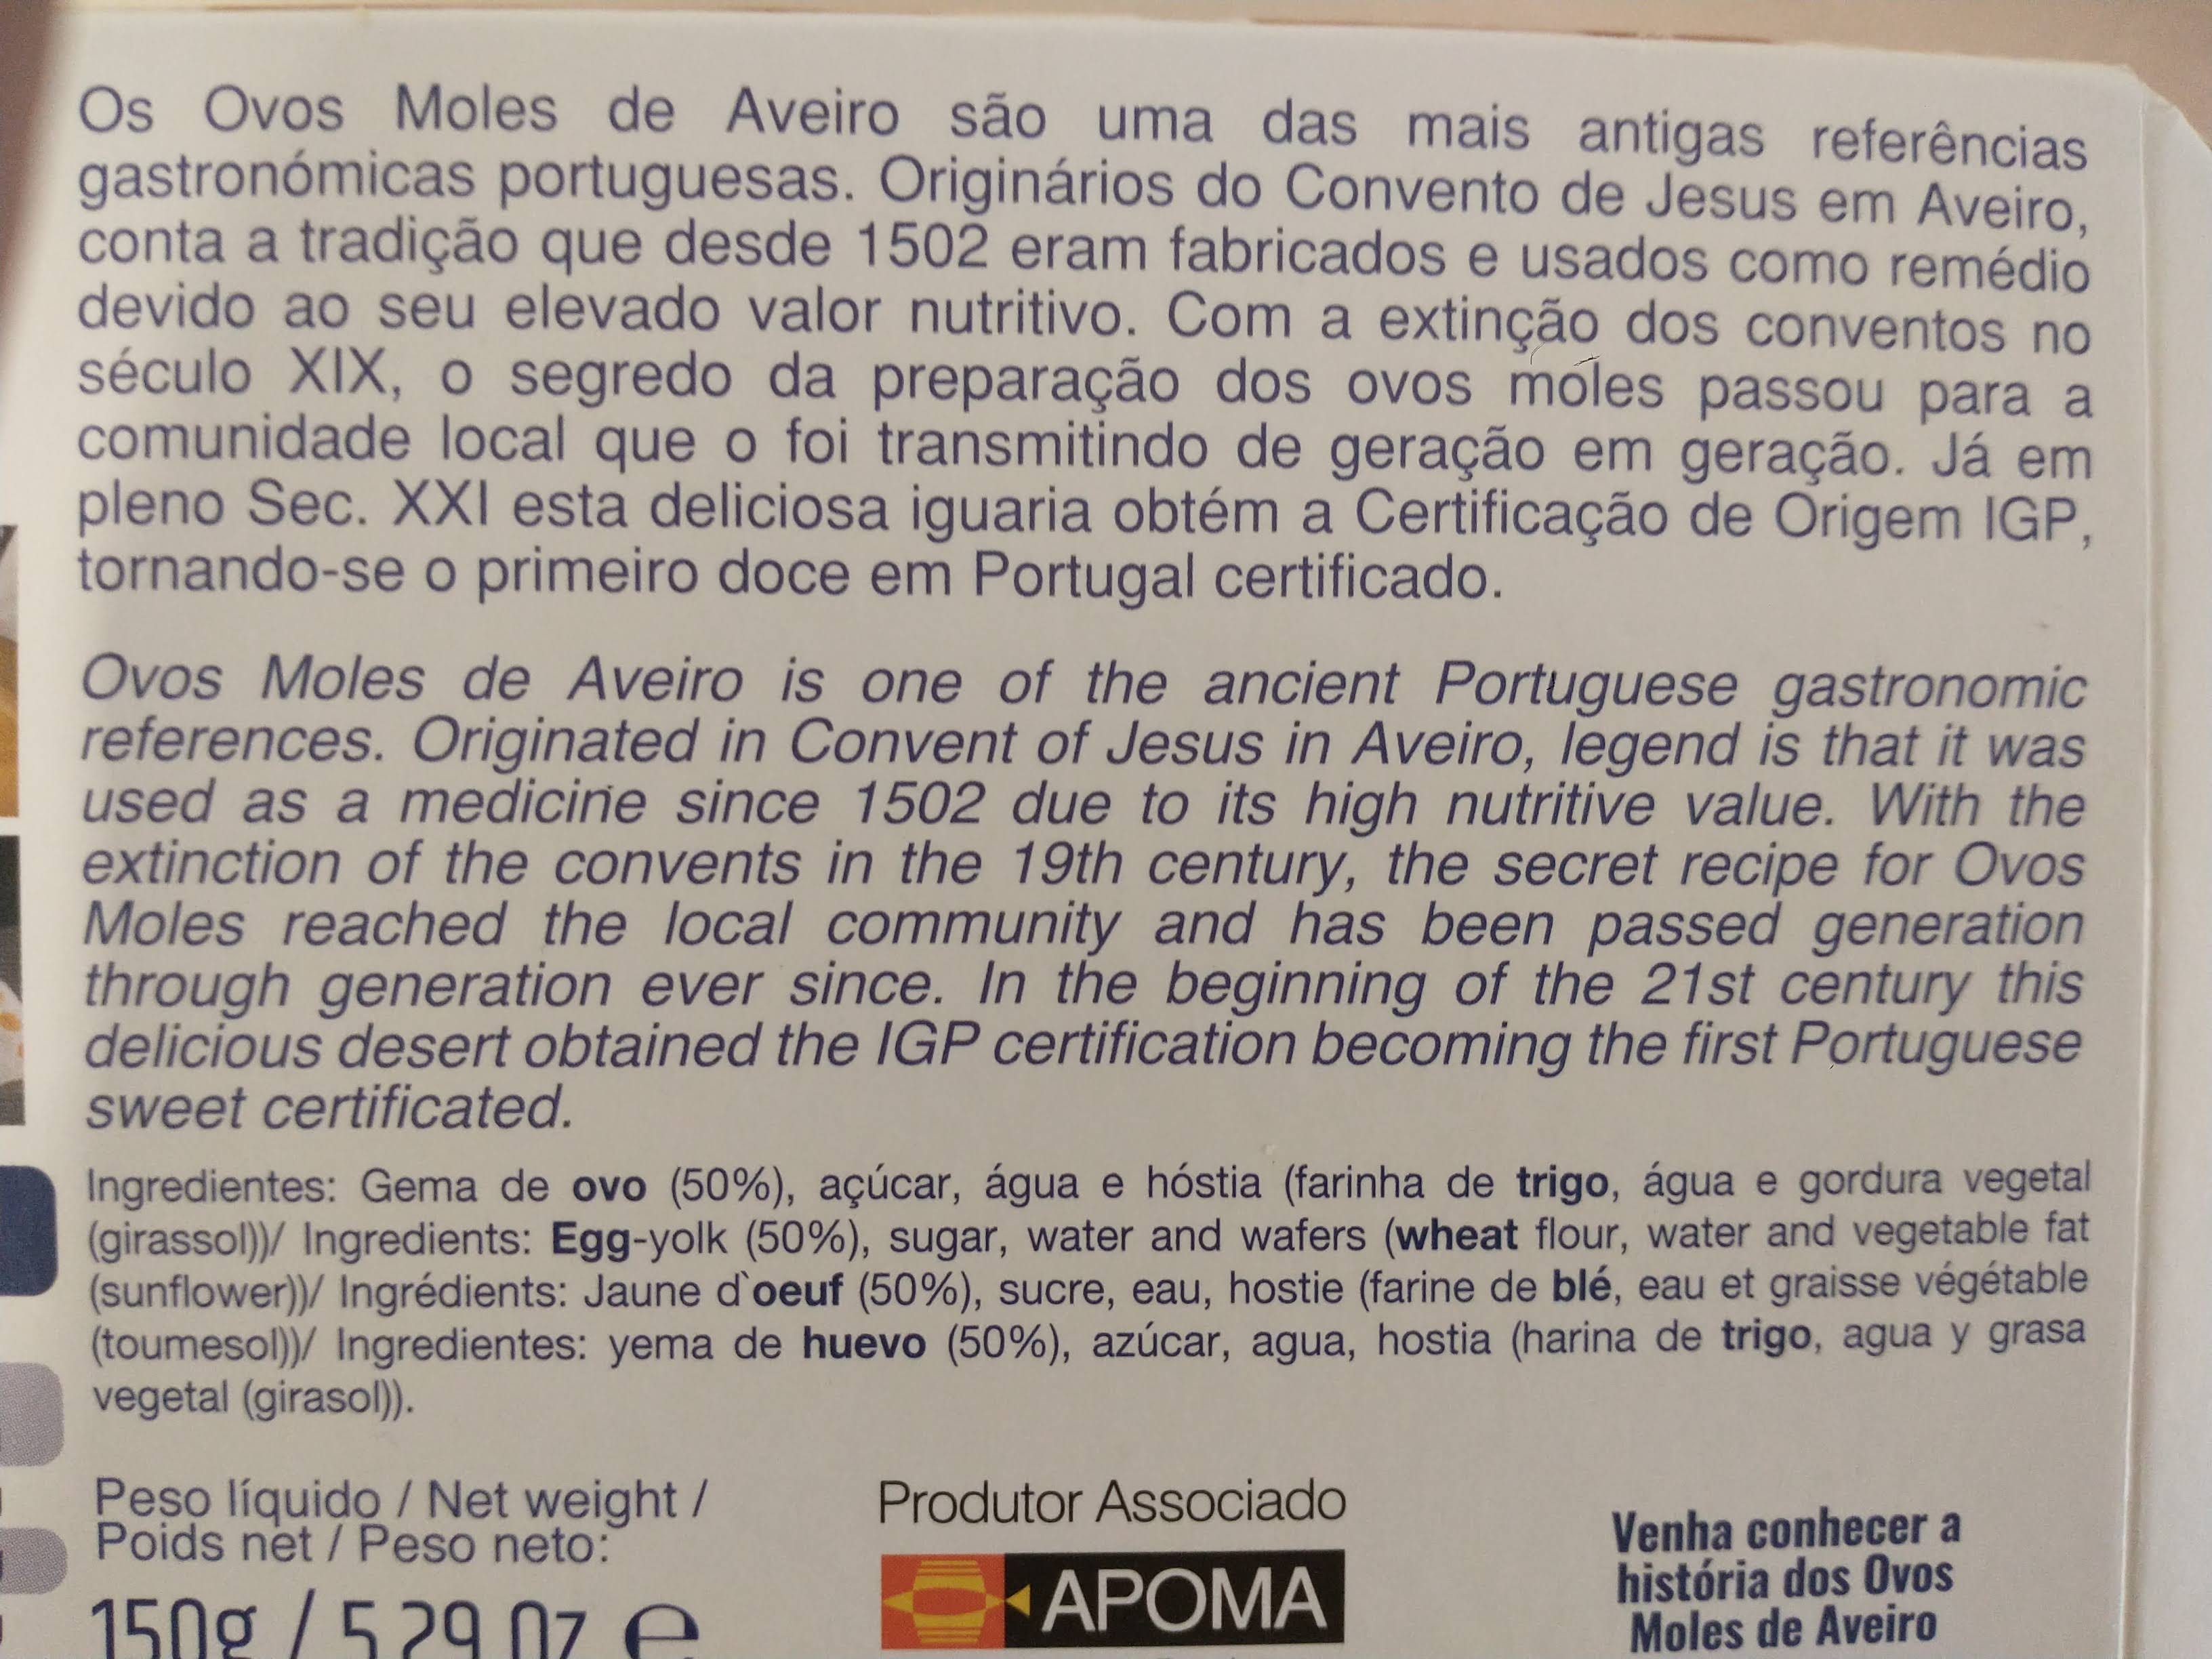 Os Ovos Moles de Aveiro são uma das mais antigas referências
gastronómicas portuguesas. Originários do Convento de Jesus em Aveiro,
conta a tradição que desde 1502 eram fabricados e usados como remédio
devido ao seu elevado valor nutritivo. Com a extinção dos conventos no
século XIX, o segredo da preparação dos ovos moles passou para a
comunidade local que o foi transmitindo de geração em geração. Já em
pleno Sec. XXI esta deliciosa iguaria obtém a Certificação de Origem IGP,
tornando-se o primeiro doce em Portugal certificado.
Ovos Moles de Aveiro is one of the ancient Portuguese gastronomic
references. Originated in Convent of Jesus in Aveiro, legend is that it was
used as a medicine since 1502 due to its high nutritive value. With the
extinction of the convents in the 19th century, the secret recipe for Ovos
Moles reached the local community and has been passed generation
through generation ever since. In the beginning of the 21st century this
delicious desert obtained the IGP certification becoming the first Portuguese
sweet certificated.
Ingredientes: Gema de ovo (50%), açúcar, água e hóstia (farinha de trigo, água e gordura vegetal
(girassol))/ Ingredients: Egg-yolk (50%), sugar, water and wafers (wheat flour, water and vegetable fat
(sunflower))/ Ingrédients: Jaune d`oeuf (50%), sucre, eau, hostie (farine de blé, eau et graisse végétable
(toumesol))/ Ingredientes: yema de huevo (50%), azúcar, agua, hostia (harina de trigo, agua y grasa
vegetal (girasol)).
Peso líquido / Net weight /
Poids net / Peso neto:
150g / 5,29 Oz e
Produtor Associado
APOMA
Venha conhecer a
história dos Ovos
Moles de Aveiro